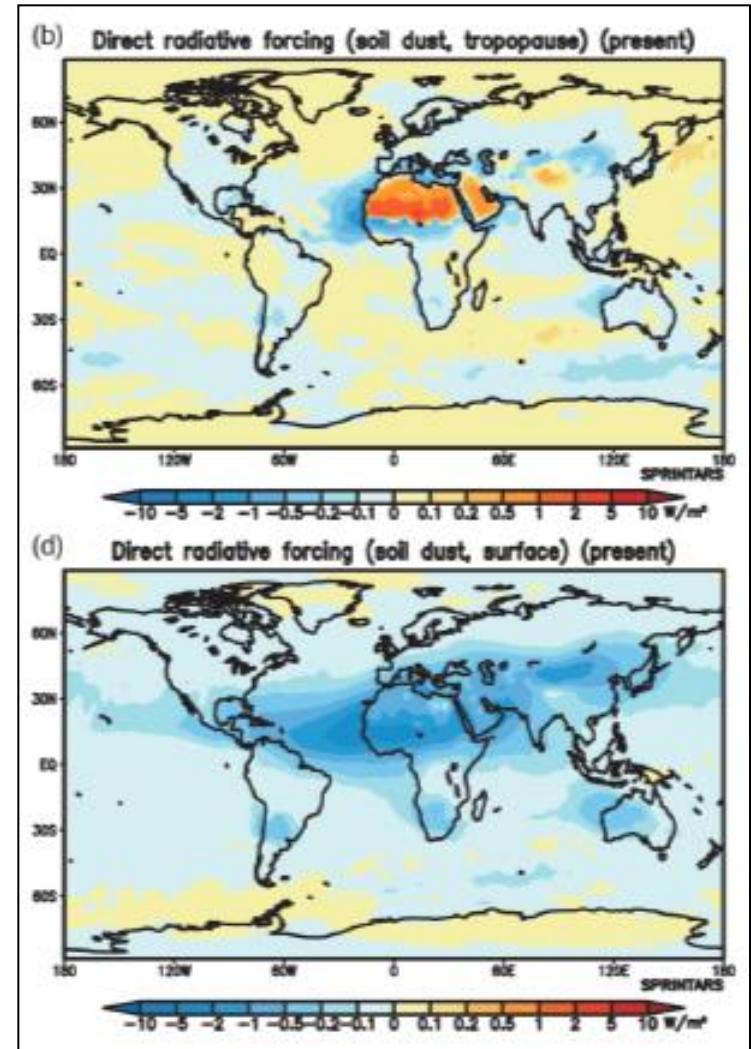 (b) Direct radiative forcing (soil dust, tropopause) (present)
60N
30N
EQ
30S
60S
180 120W 60W 0 60E 120E 180
SPRINTARS
-10 -5 -2 -1 -0.5 -0.2 -0.1 0 0.1 0.2 0.5 1 2 5 10 W/m²
(d) Direct radiative forcing (soil dust, surface) (present)
60N
30N
EQ
30S
60S
180 120W 60W 0 60E 120E 180
SPRINTARS
-10 -5 -2 -1 -0.5 -0.2 -0.1 0 0.1 0.2 0.5 1 2 5 10 W/m²